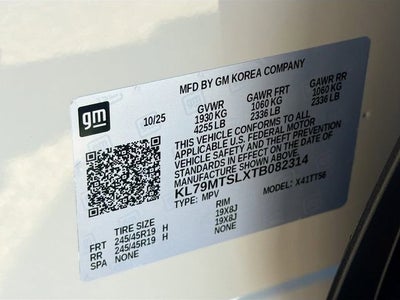 MFD BY GM KOREA COMPANY
gm
10/25 GVWR GAWR FRT GAWR RR
1930 KG 1060 KG 1060 KG
4255 LB 2336 LB 2336 LB
THIS VEHICLE CONFORMS TO ALL
APPLICABLE U.S. FEDERAL MOTOR
VEHICLE SAFETY AND THEFT PREVENTION
STANDARDS IN EFFECT ON THE DATE OF
MANUFACTURE SHOWN ABOVE.
KL79MTSLXTB082314
TYPE: MPV MODEL: X41TT56
TIRE SIZE RIM
FRT 245/45R19 H 19X8J
RR 245/45R19 H 19X8J
SPA NONE NONE